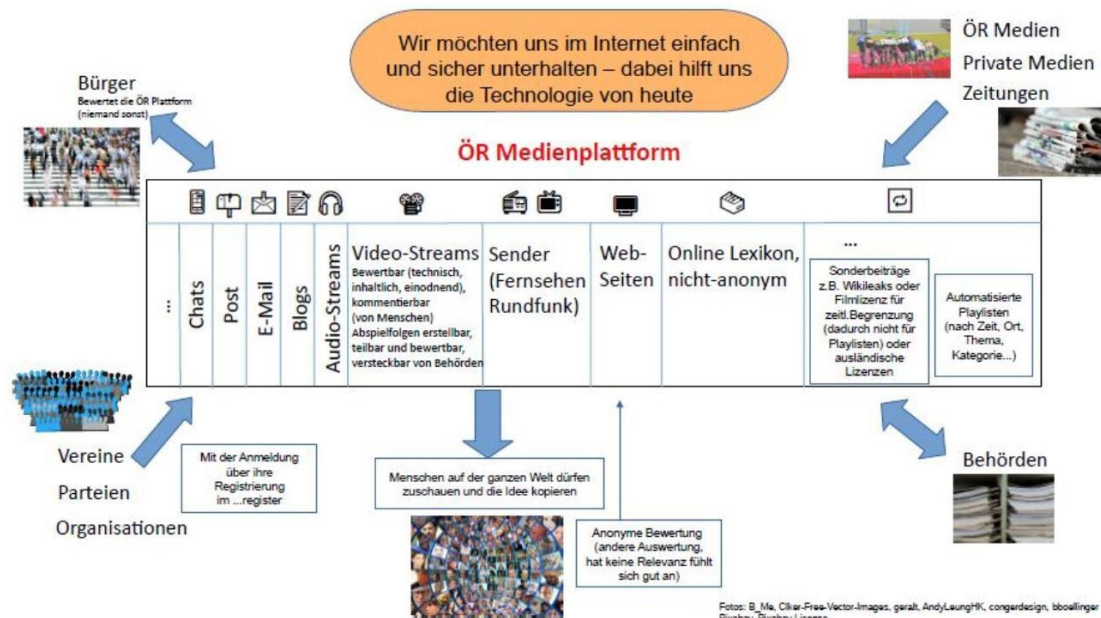 Wir möchten uns im Internet einfach
und sicher unterhalten – dabei hilft uns
die Technologie von heute
ÖR Medien
Private Medien
Zeitungen
Bürger
Bewertet die ÖR Plattform
(niemand sonst)
ÖR Medienplattform
...
Chats
Post
E-Mail
Blogs
Audio-Streams
Video-Streams
Bewertbar (technisch,
inhaltlich, einodnend),
kommentierbar
(von Menschen)
Abspielfolgen erstellbar,
teilbar und bewertbar,
versteckbar von Behörden
Sender
(Fernsehen
Rundfunk)
Web-
Seiten
Online Lexikon,
nicht-anonym
...
Sonderbeiträge
z.B. Wikileaks oder
Filmlizenz für
zeitl.Begrenzung
(dadurch nicht für
Playlisten) oder
ausländische
Lizenzen
Automatisierte
Playlisten
(nach Zeit, Ort,
Thema,
Kategorie...)
Vereine
Parteien
Organisationen
Mit der Anmeldung
über ihre
Registrierung
im ...register
Menschen auf der ganzen Welt dürfen
zuschauen und die Idee kopieren
Anonyme Bewertung
(andere Auswertung,
hat keine Relevanz fühlt
sich gut an)
Behörden
Fotos: B_Me, Clker-Free-Vector-Images, geralt, AndyLeungHK, congerdesign, bboellinger
Pixabay, Pixabay License